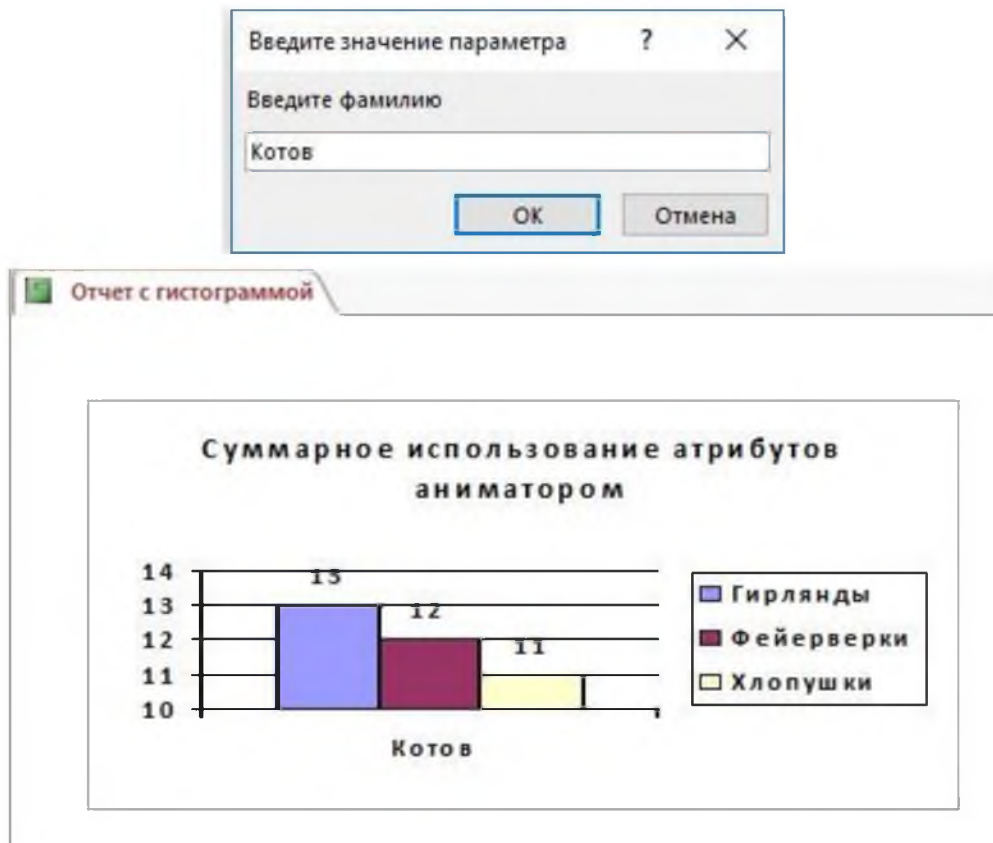 Введите значение параметра ? ×
Введите фамилию
Котов
ОК Отмена
Отчет с гистограммой
Суммарное использование атрибутов
аниматором
14
13
12
11
10
13
12
11
Котов
Гирлянды
Фейерверки
Хлопушки